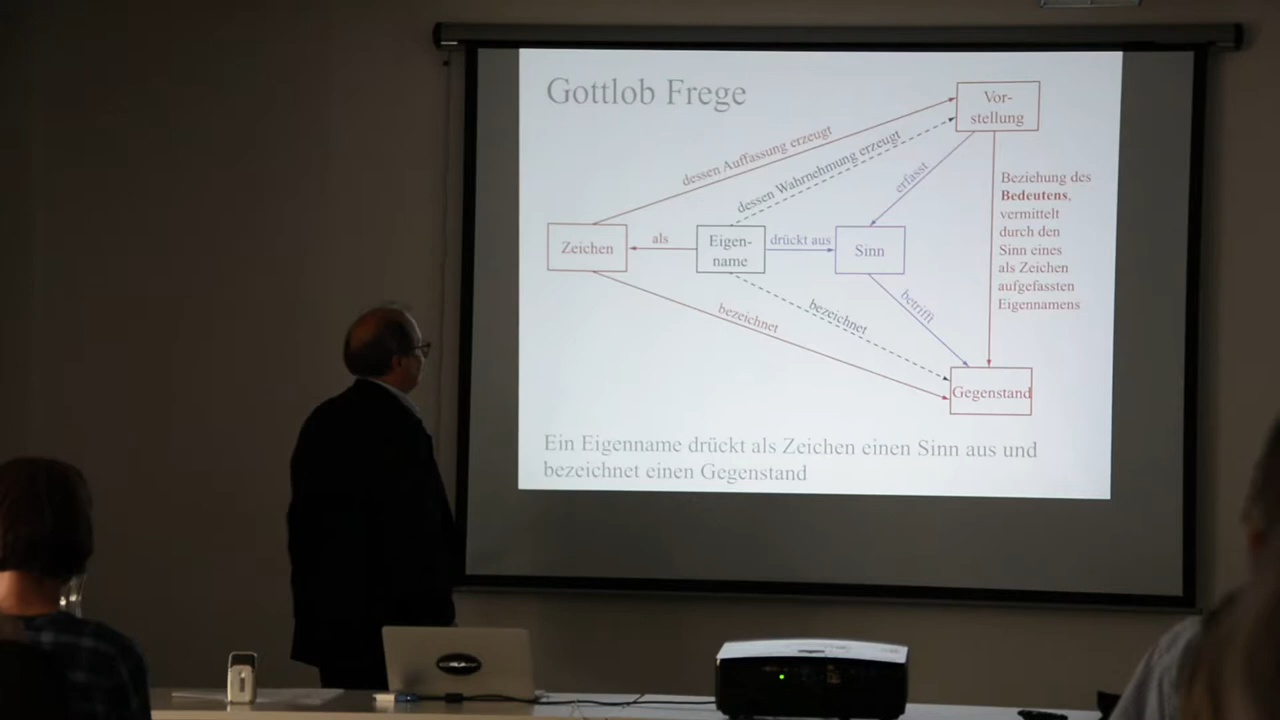 Gottlob Frege
Vor-
stellung
dessen Auffassung erzeugt
dessen Wahrnehmung erzeugt
erfasst
Beziehung des
Bedeutens,
vermittelt
durch den
Sinn eines
als Zeichen
aufgefassten
Eigennamens
Zeichen
als
Eigen-
name
drückt aus
Sinn
bezeichnet
bezeichnet
betrifft
Gegenstand
Ein Eigenname drückt als Zeichen einen Sinn aus und
bezeichnet einen Gegenstand